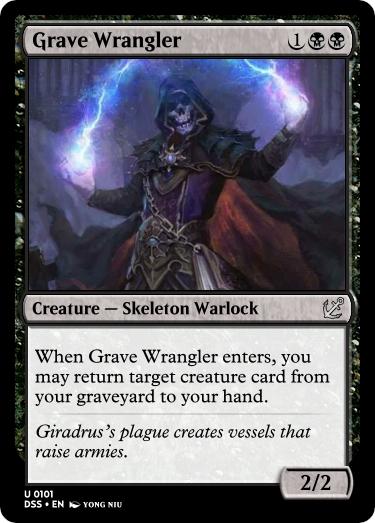 Grave Wrangler 1
Creature — Skeleton Warlock
When Grave Wrangler enters, you
may return target creature card from
your graveyard to your hand.
Giradrus's plague creates vessels that
raise armies.
2/2
U 0101
DSS • EN YONG NIU